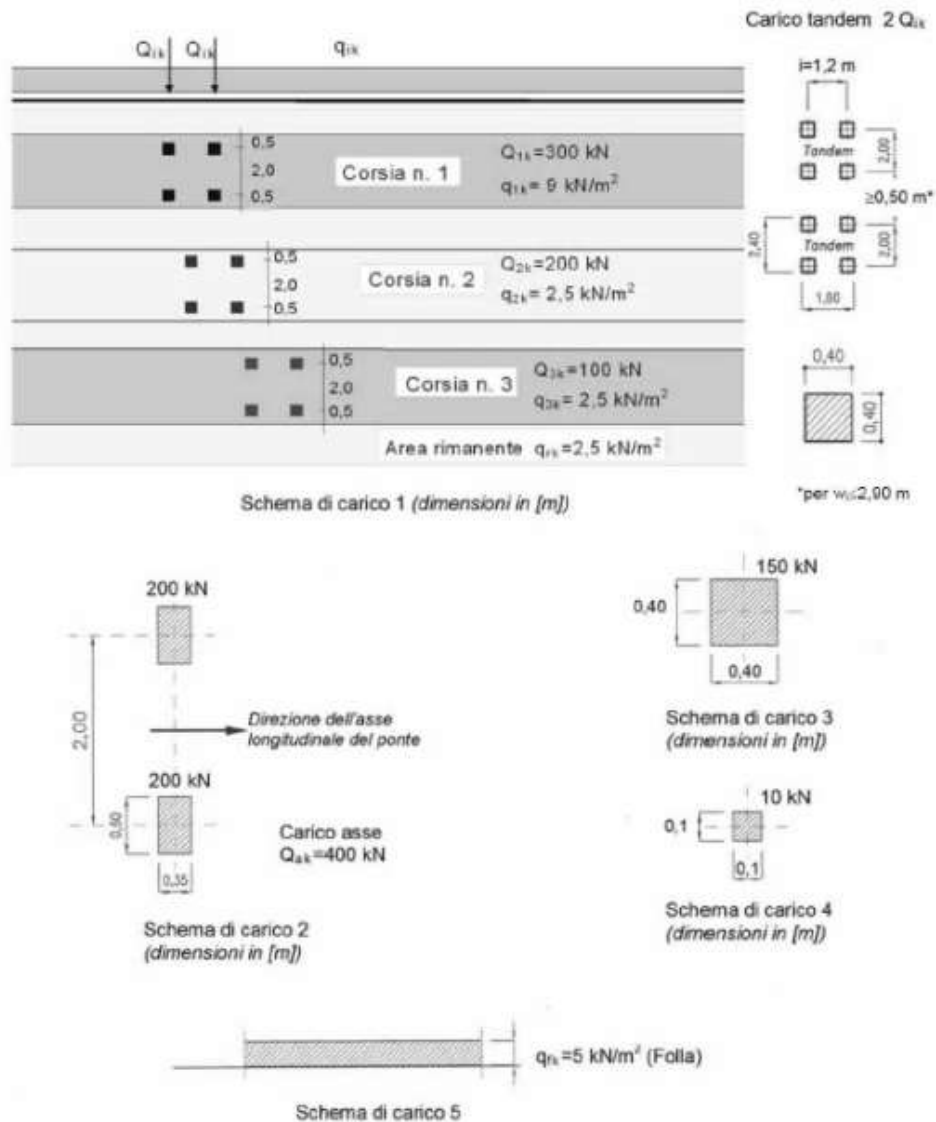 Carico tandem 2 Qik
Qik Qik qik
i=1,2 m
0,5
2,0
0,5
Corsia n. 1
Q1k=300 kN
q1k= 9 kN/m²
Tandem
2,00
≥0,50 m*
0,5
2,0
0,5
Corsia n. 2
Q2k=200 kN
q2k= 2,5 kN/m²
2,40
Tandem
2,00
1,60
0,5
2,0
0,5
Corsia n. 3
Q3k=100 kN
q3k= 2,5 kN/m²
0,40
0,40
Area rimanente qrk=2,5 kN/m²
Schema di carico 1 (dimensioni in [m])
*per wl≤2,90 m
200 kN
2,00
Direzione dell'asse
longitudinale del ponte
200 kN
0,60
0,35
Carico asse
Qak=400 kN
Schema di carico 2
(dimensioni in [m])
150 kN
0,40
0,40
Schema di carico 3
(dimensioni in [m])
10 kN
0,1
0,1
Schema di carico 4
(dimensioni in [m])
qfk=5 kN/m² (Folla)
Schema di carico 5